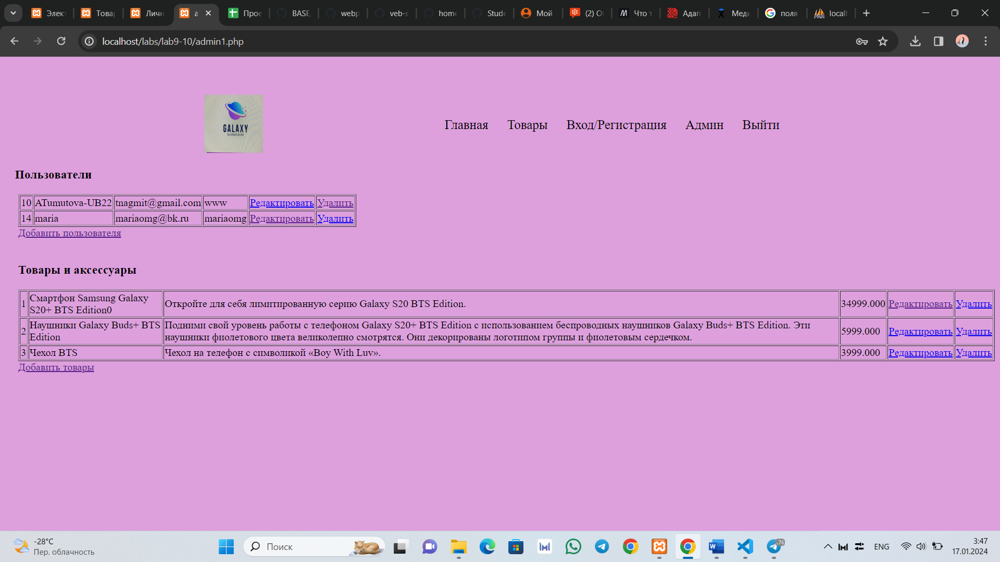 Элек
Това
Личн
а
Прое
BASE
webp
veb-s
home
Stude
Мой
(2) О
Что т
Адап
Меди
поля
local
localhost/labs/lab9-10/admin1.php
GALAXY
Главная Товары Вход/Регистрация Админ Выйти
Пользователи
10 ATumutova-UB22 tnagmit@gmail.com www Редактировать Удалить
14 maria mariaomg@bk.ru mariaomg Редактировать Удалить
Добавить пользователя
Товары и аксессуары
1 Смартфон Samsung Galaxy S20+ BTS Edition0 Откройте для себя лимитированную серию Galaxy S20 BTS Edition. 34999.000 Редактировать Удалить
2 Наушники Galaxy Buds+ BTS Edition Подними свой уровень работы с телефоном Galaxy S20+ BTS Edition с использованием беспроводных наушников Galaxy Buds+ BTS Edition. Эти наушники фиолетового цвета великолепно смотрятся. Они декорированы логотипом группы и фиолетовым сердечком. 5999.000 Редактировать Удалить
3 Чехол BTS Чехол на телефон с символикой «Boy With Luv». 3999.000 Редактировать Удалить
Добавить товары
-28°C
Пер. облачность
Поиск
..76
ENG
3:47
17.01.2024